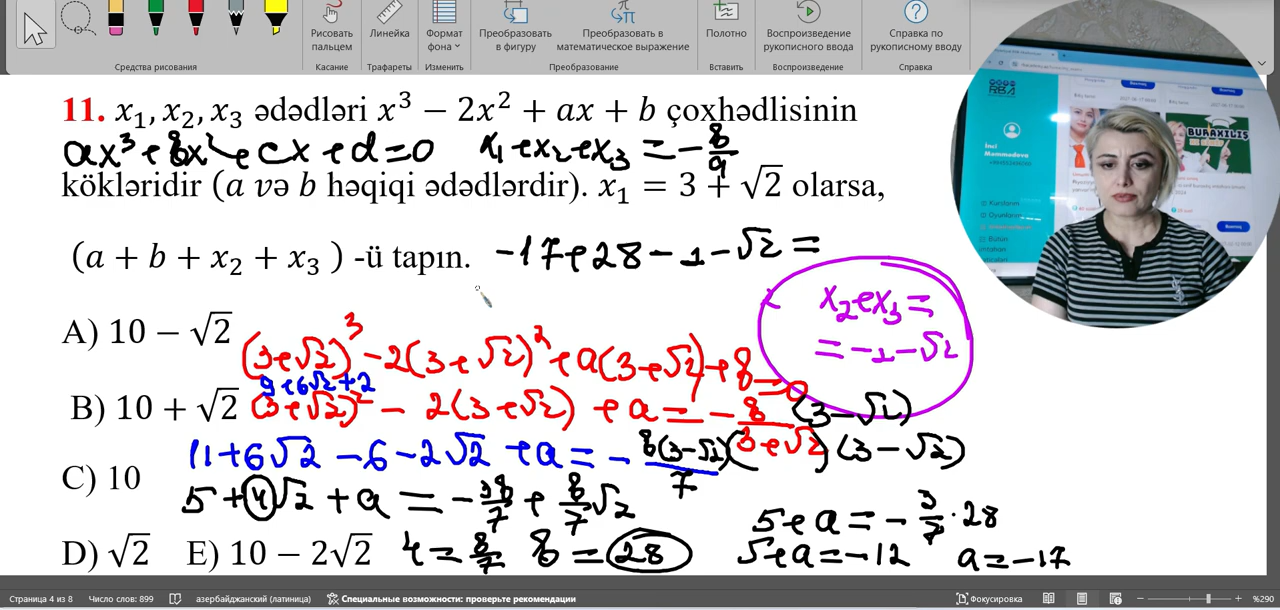 Рисовать пальцем
Линейка
Формат фона
Преобразовать в фигуру
Преобразовать в математическое выражение
Полотно
Воспроизведение рукописного ввода
Справка по рукописному вводу
Средства рисования
Касание
Трафареты
Изменить
Преобразование
Вставить
Воспроизведение
Справка
11. x₁, x₂, x₃ ədədləri x³ − 2x² + ax + b çoxhədlisinin
ax³+bx²+cx+d=0 x₁+x₂+x₃ = −b/a
kökləridir (a və b həqiqi ədədlərdir). x₁ = 3 + √2 olarsa,
(a + b + x₂ + x₃) -ü tapın. −17+28−1−√2 =
x₂+x₃ =
= −1−√2
A) 10 − √2
(3+√2)³ − 2(3+√2)² + a(3+√2) + b = 0
9+6√2+2
B) 10 + √2
(3+√2)² − 2(3+√2) + a = −b/(3+√2) (3−√2)
(3−√2)
11+6√2 −6−2√2 +a = − b(3−√2)/7
C) 10
5+4√2 + a = −3b/7 + b/7 √2
5+a = −3/7·28
D) √2 E) 10 − 2√2
4 = b/7 b = 28
5+a = −12 a = −17
BURAXILIŞ
Inci Memmedova
Kurslarım
Страница 4 из 8
Число слов: 899
азербайджанский (латиница)
Специальные возможности: проверьте рекомендации
Фокусировка
%290